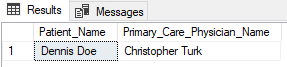 Results Messages
Patient_Name Primary_Care_Physician_Name
1 Dennis Doe Christopher Turk